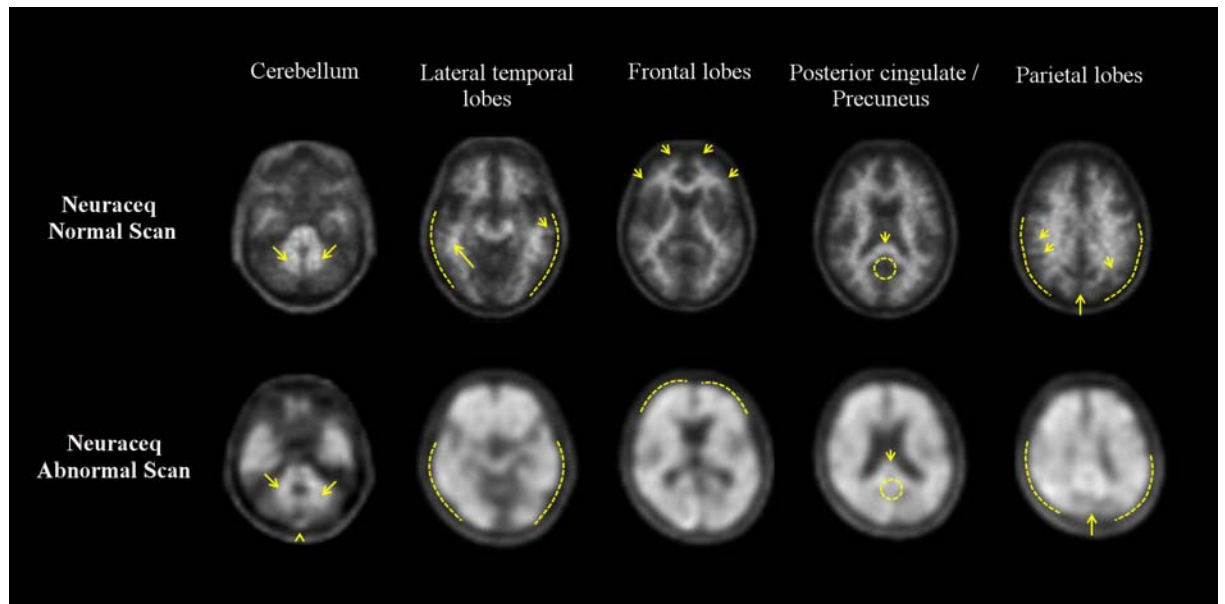 Cerebellum
Lateral temporal
lobes
Frontal lobes
Posterior cingulate /
Precuneus
Parietal lobes
Neuraceq
Normal Scan
Neuraceq
Abnormal Scan